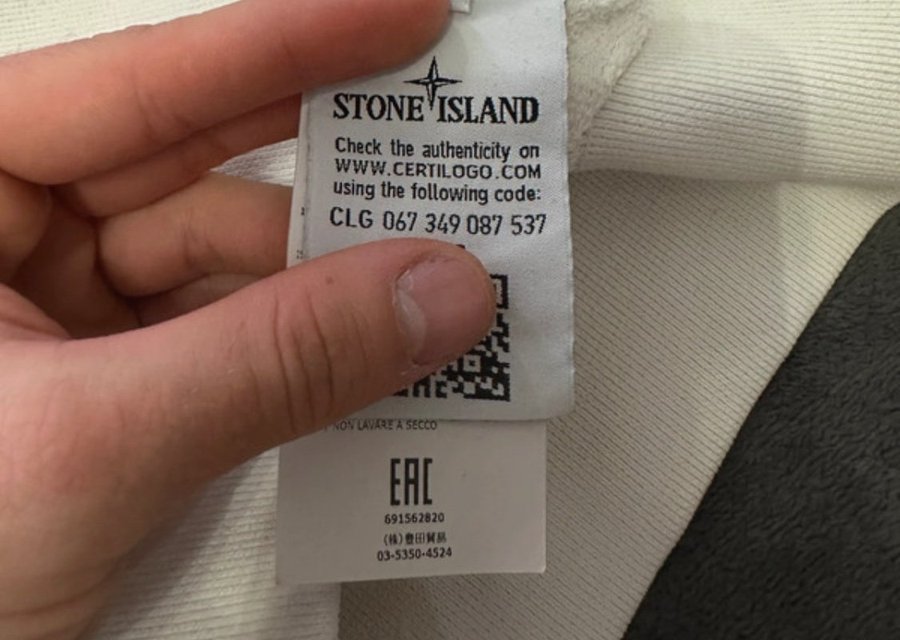 STONE ISLAND
Check the authenticity on
WWW.CERTILOGO.COM
using the following code:
CLG 067 349 087 537
NON LAVARE A SECCO
EAC
691562820
(株)豊田貿易
03-5350-4524